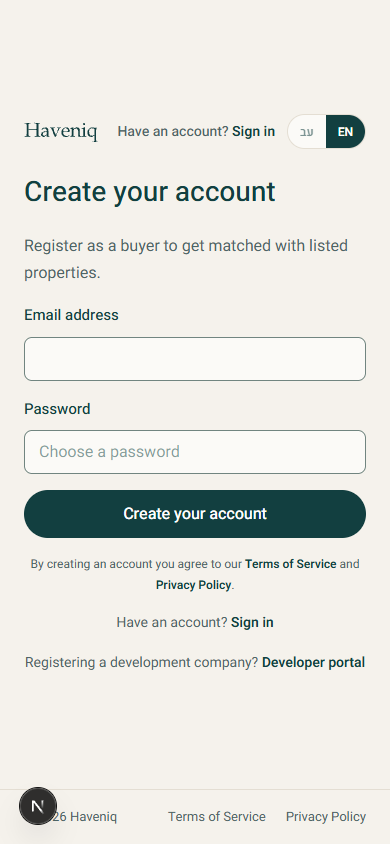 Haveniq
Have an account? Sign in
עב
EN
Create your account
Register as a buyer to get matched with listed
properties.
Email address
Password
Choose a password
Create your account
By creating an account you agree to our Terms of Service and
Privacy Policy.
Have an account? Sign in
Registering a development company? Developer portal
N
26 Haveniq
Terms of Service
Privacy Policy